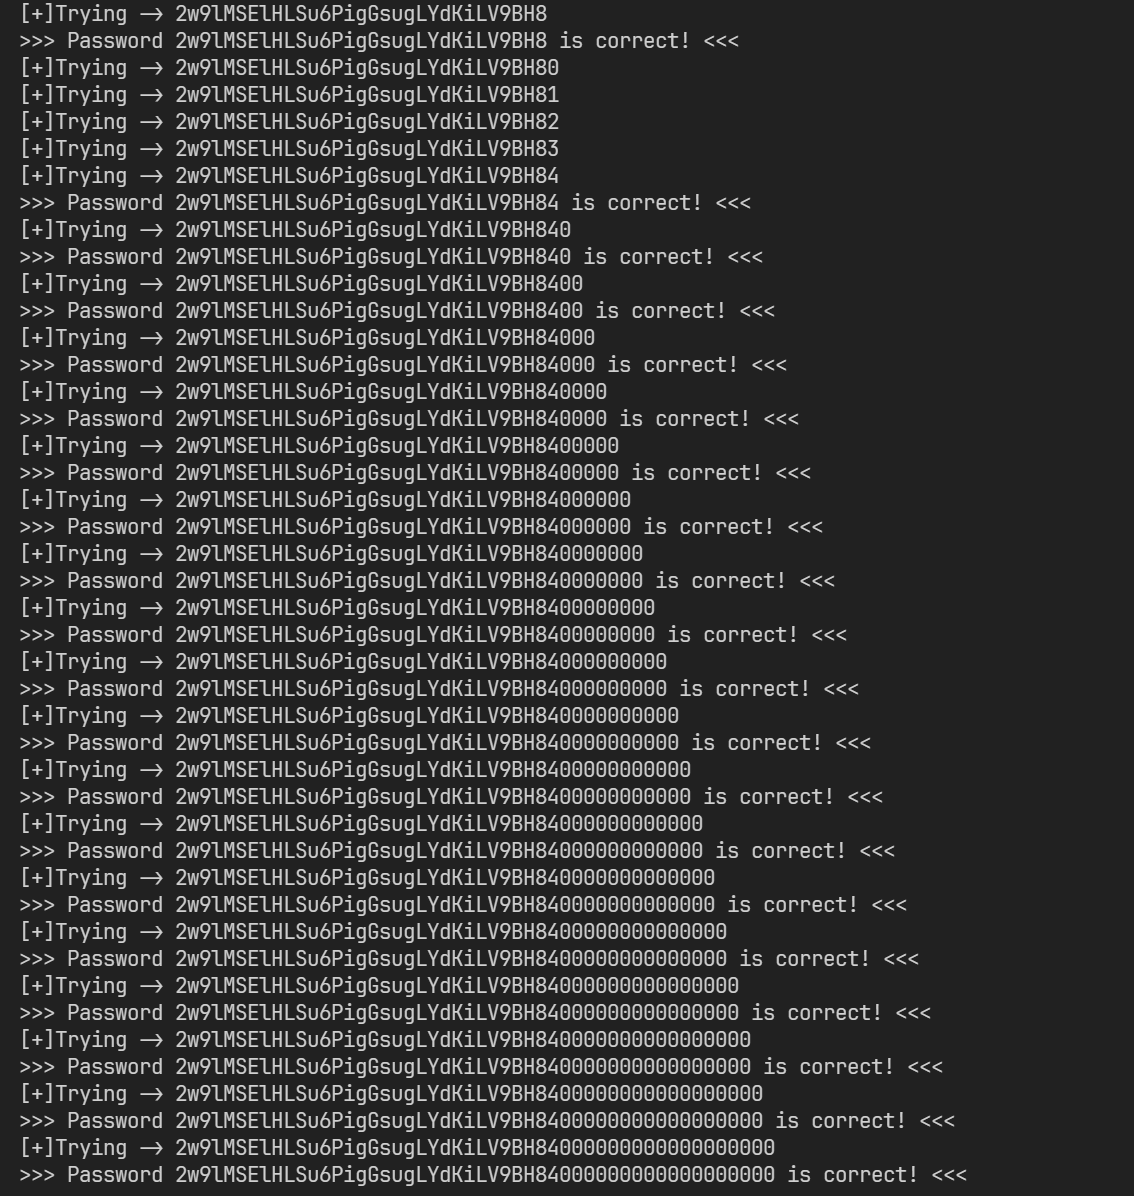 [+]Trying -> 2w9lMSElHLSu6PigGsugLYdKiLV9BH8
>>> Password 2w9lMSElHLSu6PigGsugLYdKiLV9BH8 is correct! <<<
[+]Trying -> 2w9lMSElHLSu6PigGsugLYdKiLV9BH80
[+]Trying -> 2w9lMSElHLSu6PigGsugLYdKiLV9BH81
[+]Trying -> 2w9lMSElHLSu6PigGsugLYdKiLV9BH82
[+]Trying -> 2w9lMSElHLSu6PigGsugLYdKiLV9BH83
[+]Trying -> 2w9lMSElHLSu6PigGsugLYdKiLV9BH84
>>> Password 2w9lMSElHLSu6PigGsugLYdKiLV9BH84 is correct! <<<
[+]Trying -> 2w9lMSElHLSu6PigGsugLYdKiLV9BH840
>>> Password 2w9lMSElHLSu6PigGsugLYdKiLV9BH840 is correct! <<<
[+]Trying -> 2w9lMSElHLSu6PigGsugLYdKiLV9BH8400
>>> Password 2w9lMSElHLSu6PigGsugLYdKiLV9BH8400 is correct! <<<
[+]Trying -> 2w9lMSElHLSu6PigGsugLYdKiLV9BH84000
>>> Password 2w9lMSElHLSu6PigGsugLYdKiLV9BH84000 is correct! <<<
[+]Trying -> 2w9lMSElHLSu6PigGsugLYdKiLV9BH840000
>>> Password 2w9lMSElHLSu6PigGsugLYdKiLV9BH840000 is correct! <<<
[+]Trying -> 2w9lMSElHLSu6PigGsugLYdKiLV9BH8400000
>>> Password 2w9lMSElHLSu6PigGsugLYdKiLV9BH8400000 is correct! <<<
[+]Trying -> 2w9lMSElHLSu6PigGsugLYdKiLV9BH84000000
>>> Password 2w9lMSElHLSu6PigGsugLYdKiLV9BH84000000 is correct! <<<
[+]Trying -> 2w9lMSElHLSu6PigGsugLYdKiLV9BH840000000
>>> Password 2w9lMSElHLSu6PigGsugLYdKiLV9BH840000000 is correct! <<<
[+]Trying -> 2w9lMSElHLSu6PigGsugLYdKiLV9BH8400000000
>>> Password 2w9lMSElHLSu6PigGsugLYdKiLV9BH8400000000 is correct! <<<
[+]Trying -> 2w9lMSElHLSu6PigGsugLYdKiLV9BH84000000000
>>> Password 2w9lMSElHLSu6PigGsugLYdKiLV9BH84000000000 is correct! <<<
[+]Trying -> 2w9lMSElHLSu6PigGsugLYdKiLV9BH840000000000
>>> Password 2w9lMSElHLSu6PigGsugLYdKiLV9BH840000000000 is correct! <<<
[+]Trying -> 2w9lMSElHLSu6PigGsugLYdKiLV9BH8400000000000
>>> Password 2w9lMSElHLSu6PigGsugLYdKiLV9BH8400000000000 is correct! <<<
[+]Trying -> 2w9lMSElHLSu6PigGsugLYdKiLV9BH84000000000000
>>> Password 2w9lMSElHLSu6PigGsugLYdKiLV9BH84000000000000 is correct! <<<
[+]Trying -> 2w9lMSElHLSu6PigGsugLYdKiLV9BH840000000000000
>>> Password 2w9lMSElHLSu6PigGsugLYdKiLV9BH840000000000000 is correct! <<<
[+]Trying -> 2w9lMSElHLSu6PigGsugLYdKiLV9BH8400000000000000
>>> Password 2w9lMSElHLSu6PigGsugLYdKiLV9BH8400000000000000 is correct! <<<
[+]Trying -> 2w9lMSElHLSu6PigGsugLYdKiLV9BH84000000000000000
>>> Password 2w9lMSElHLSu6PigGsugLYdKiLV9BH84000000000000000 is correct! <<<
[+]Trying -> 2w9lMSElHLSu6PigGsugLYdKiLV9BH840000000000000000
>>> Password 2w9lMSElHLSu6PigGsugLYdKiLV9BH840000000000000000 is correct! <<<
[+]Trying -> 2w9lMSElHLSu6PigGsugLYdKiLV9BH8400000000000000000
>>> Password 2w9lMSElHLSu6PigGsugLYdKiLV9BH8400000000000000000 is correct! <<<
[+]Trying -> 2w9lMSElHLSu6PigGsugLYdKiLV9BH84000000000000000000
>>> Password 2w9lMSElHLSu6PigGsugLYdKiLV9BH84000000000000000000 is correct! <<<